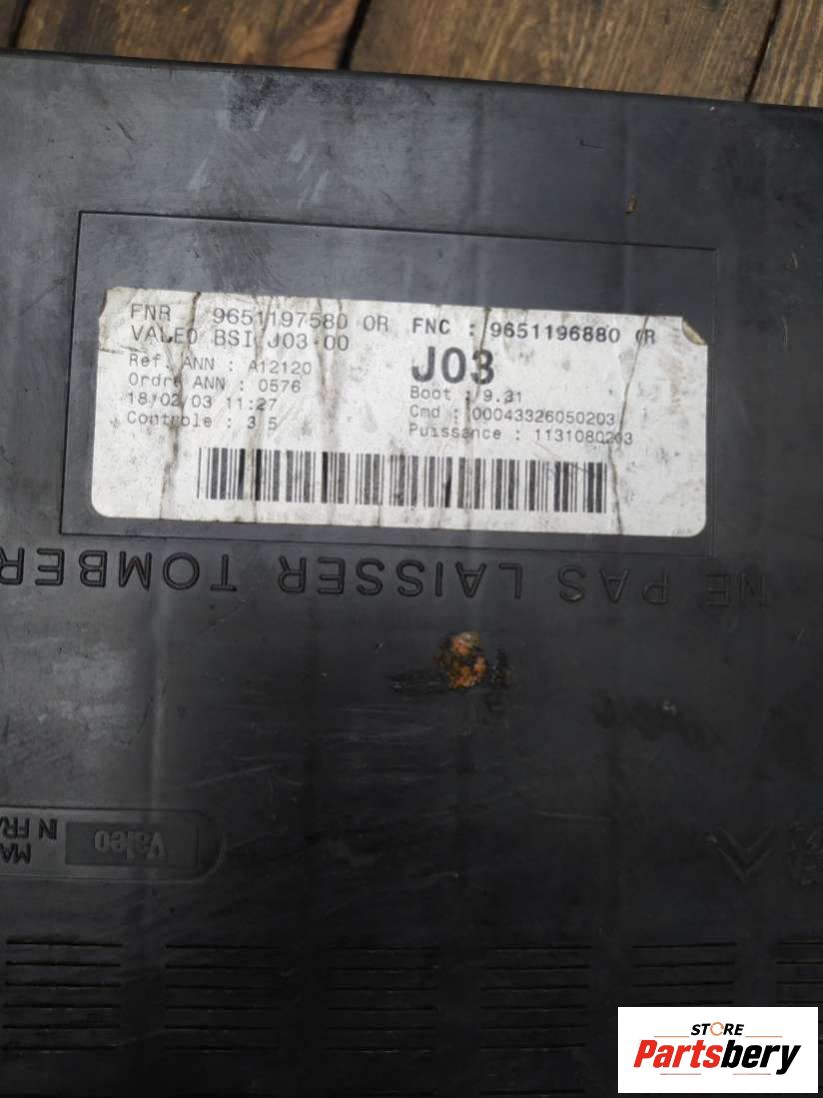 FNR 9651197580 0R FNC : 9651196880 0R
VALEO BSI J03-00
J03
Ref. ANN : A12120
Ordre ANN : 0576
18/02/03 11:27
Controle : 3 5
Boot : 9.31
Cmd : 00043326050203
Puissance : 1131080203
NE PAS LAISSER TOMBER
Valeo
IN FRA
STORE
Partsbery